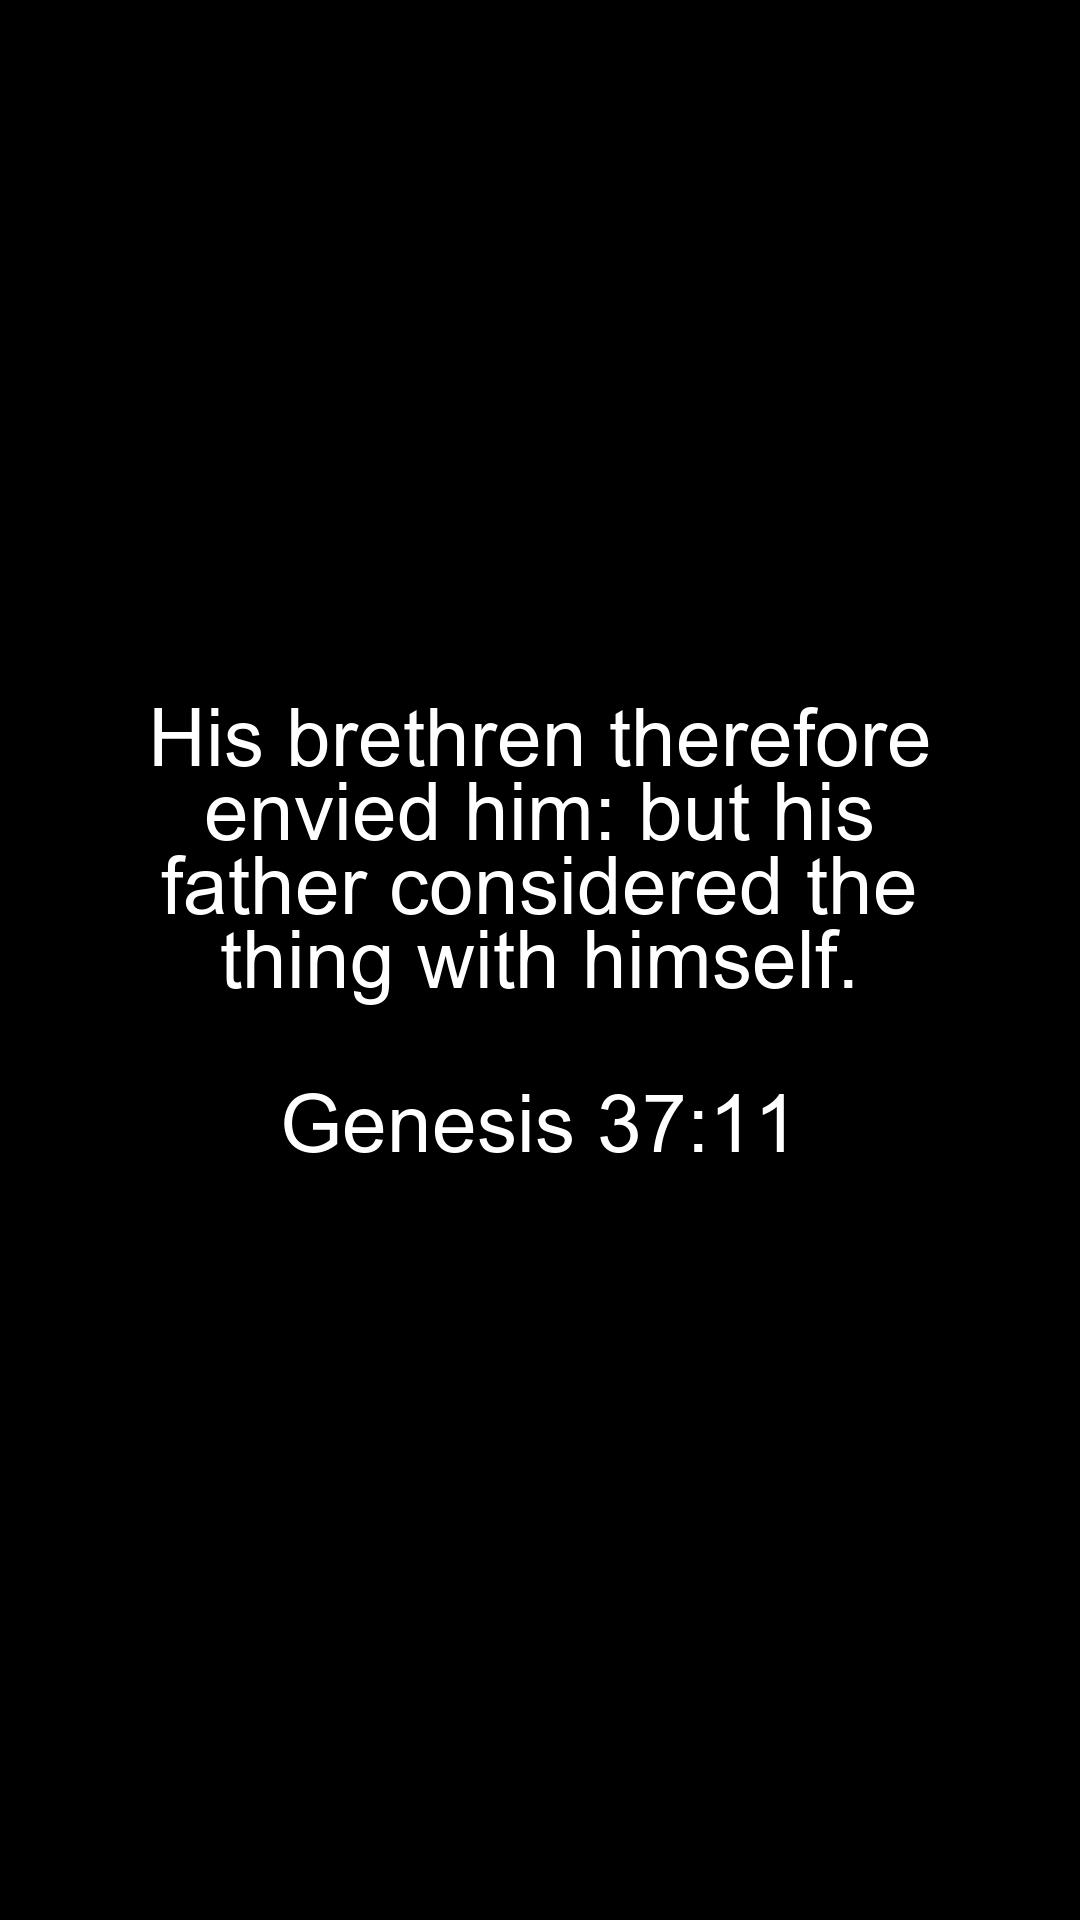 His brethren therefore
envied him: but his
father considered the
thing with himself.
Genesis 37:11